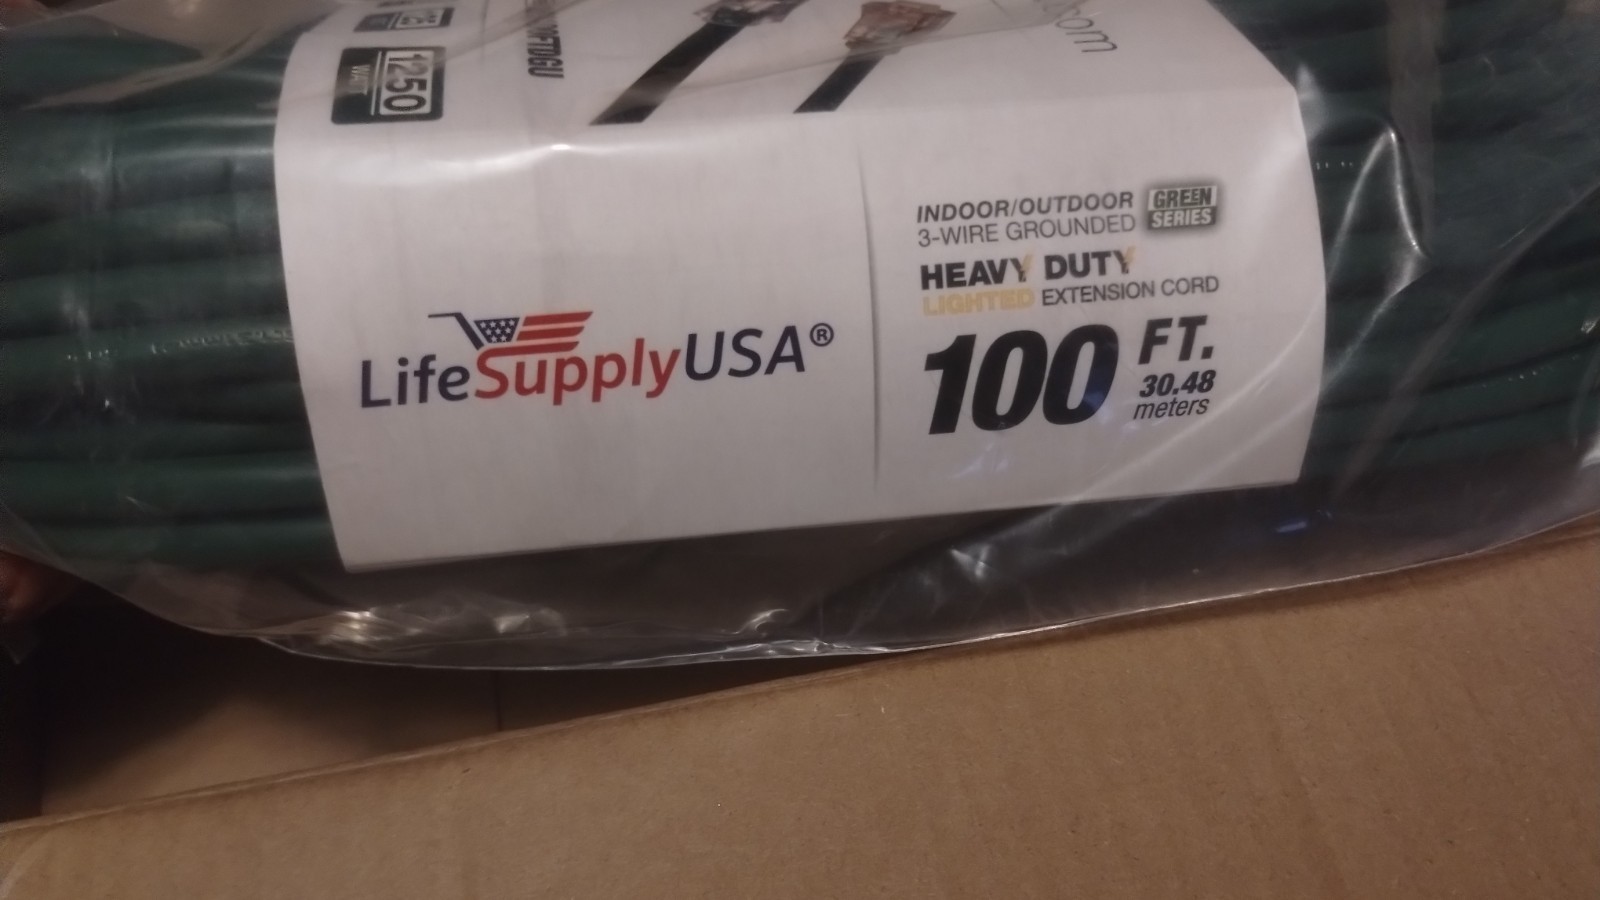 1250
WATT
LifeSupplyUSA®
INDOOR/OUTDOOR
3-WIRE GROUNDED
GREEN
SERIES
HEAVY DUTY
LIGHTED EXTENSION CORD
100 FT.
30.48
meters